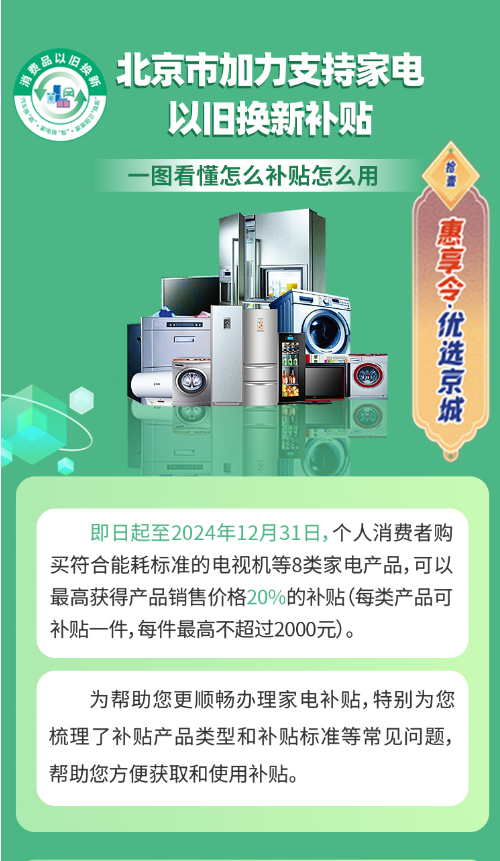 消费品以旧换新
北京市加力支持家电
以旧换新补贴
一图看懂怎么补贴怎么用
拾壹
惠享今·优选京城
即日起至2024年12月31日，个人消费者购
买符合能耗标准的电视机等8类家电产品，可以
最高获得产品销售价格20%的补贴（每类产品可
补贴一件，每件最高不超过2000元）。
为帮助您更顺畅办理家电补贴，特别为您
梳理了补贴产品类型和补贴标准等常见问题，
帮助您方便获取和使用补贴。